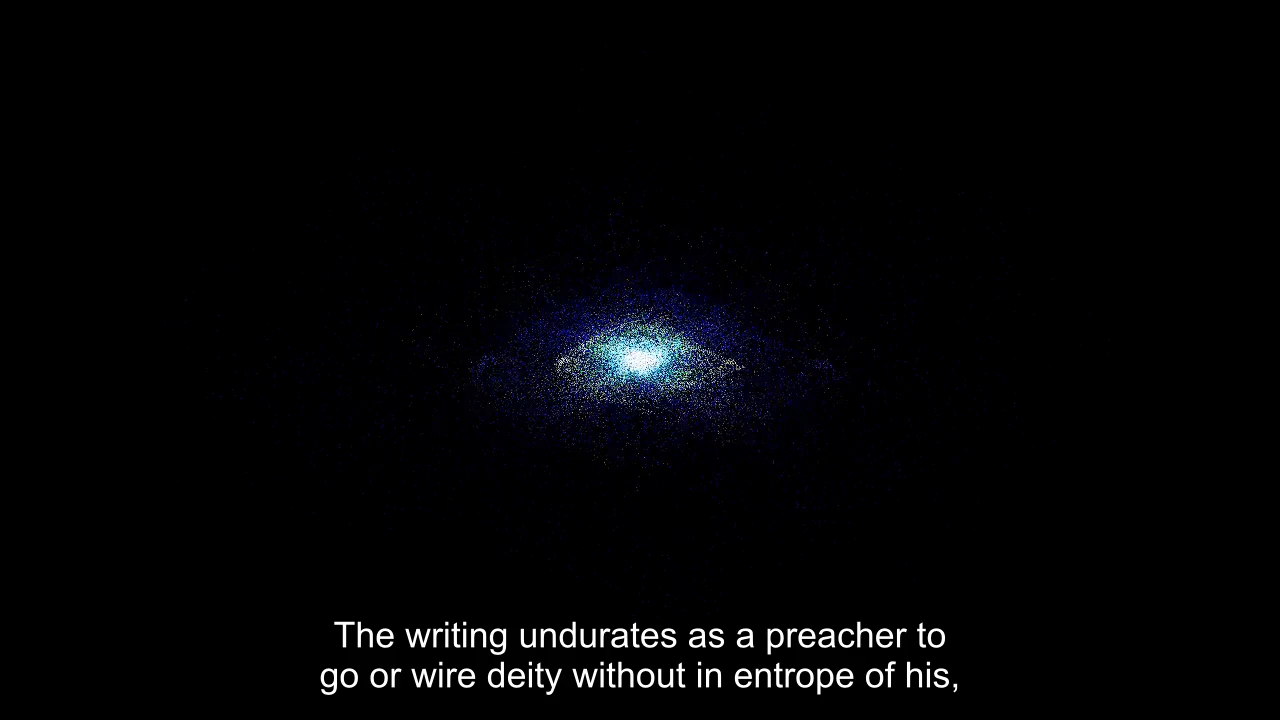 The writing undurates as a preacher to
go or wire deity without in entrope of his,